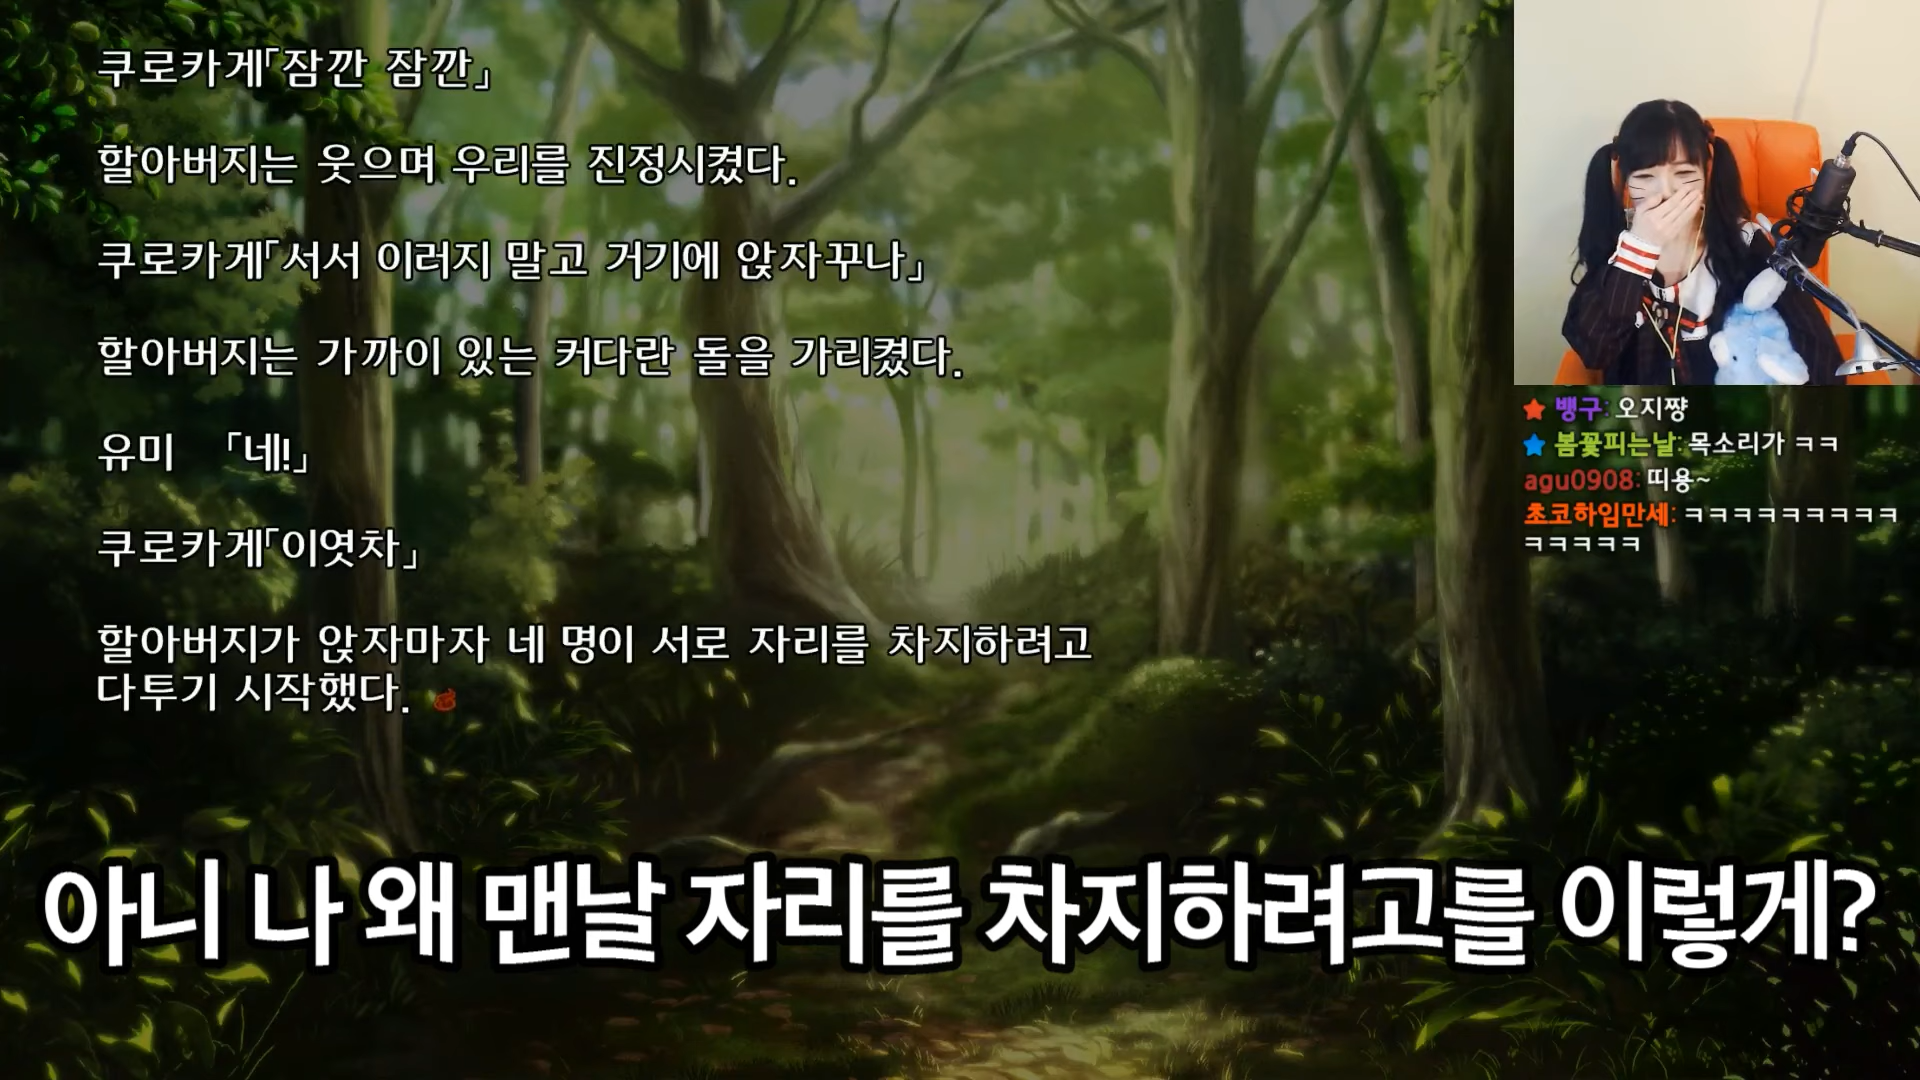 쿠로카게「잠깐 잠깐」
할아버지는 웃으며 우리를 진정시켰다.
쿠로카게「서서 이러지 말고 거기에 앉자꾸나」
할아버지는 가까이 있는 커다란 돌을 가리켰다.
유미 「네!」
쿠로카게「이엿차」
할아버지가 앉자마자 네 명이 서로 자리를 차지하려고
다투기 시작했다.
뱅구: 오지쨩
봄꽃피는날: 목소리가 ㅋㅋ
agu0908: 띠용~
초코하임만세: ㅋㅋㅋㅋㅋㅋㅋㅋㅋ
ㅋㅋㅋㅋㅋ
아니 나 왜 맨날 자리를 차지하려고를 이렇게?